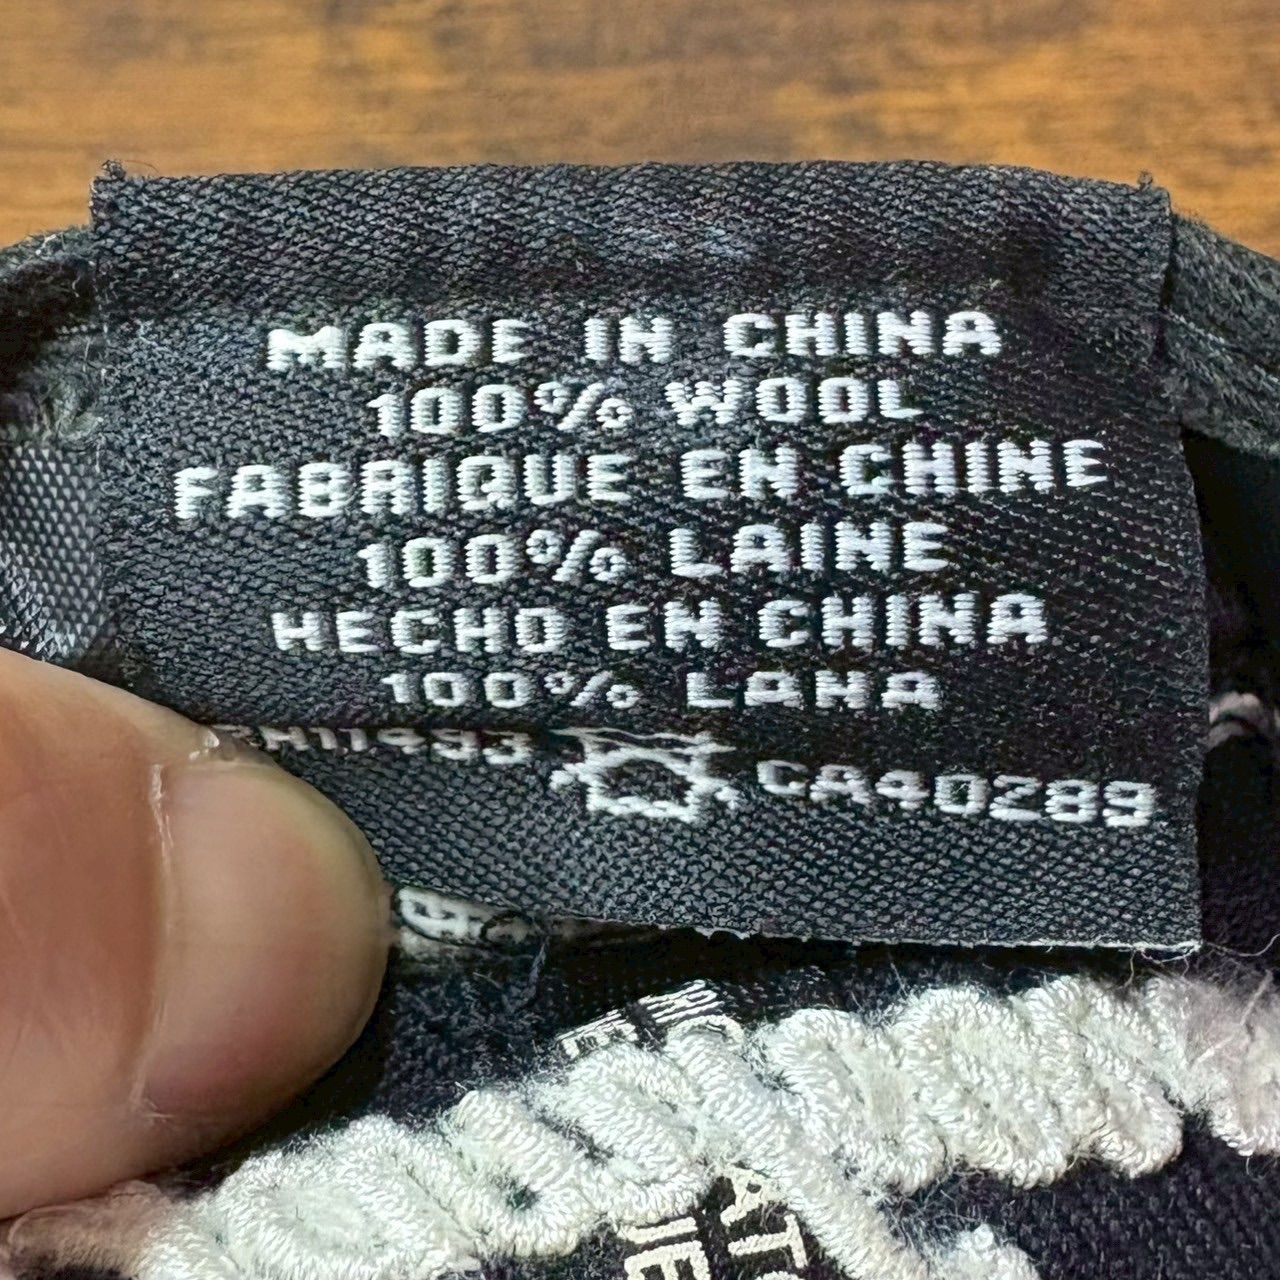 MADE IN CHINA
100% WOOL
FABRIQUE EN CHINE
100% LAINE
HECHO EN CHINA
100% LANA
CA40289